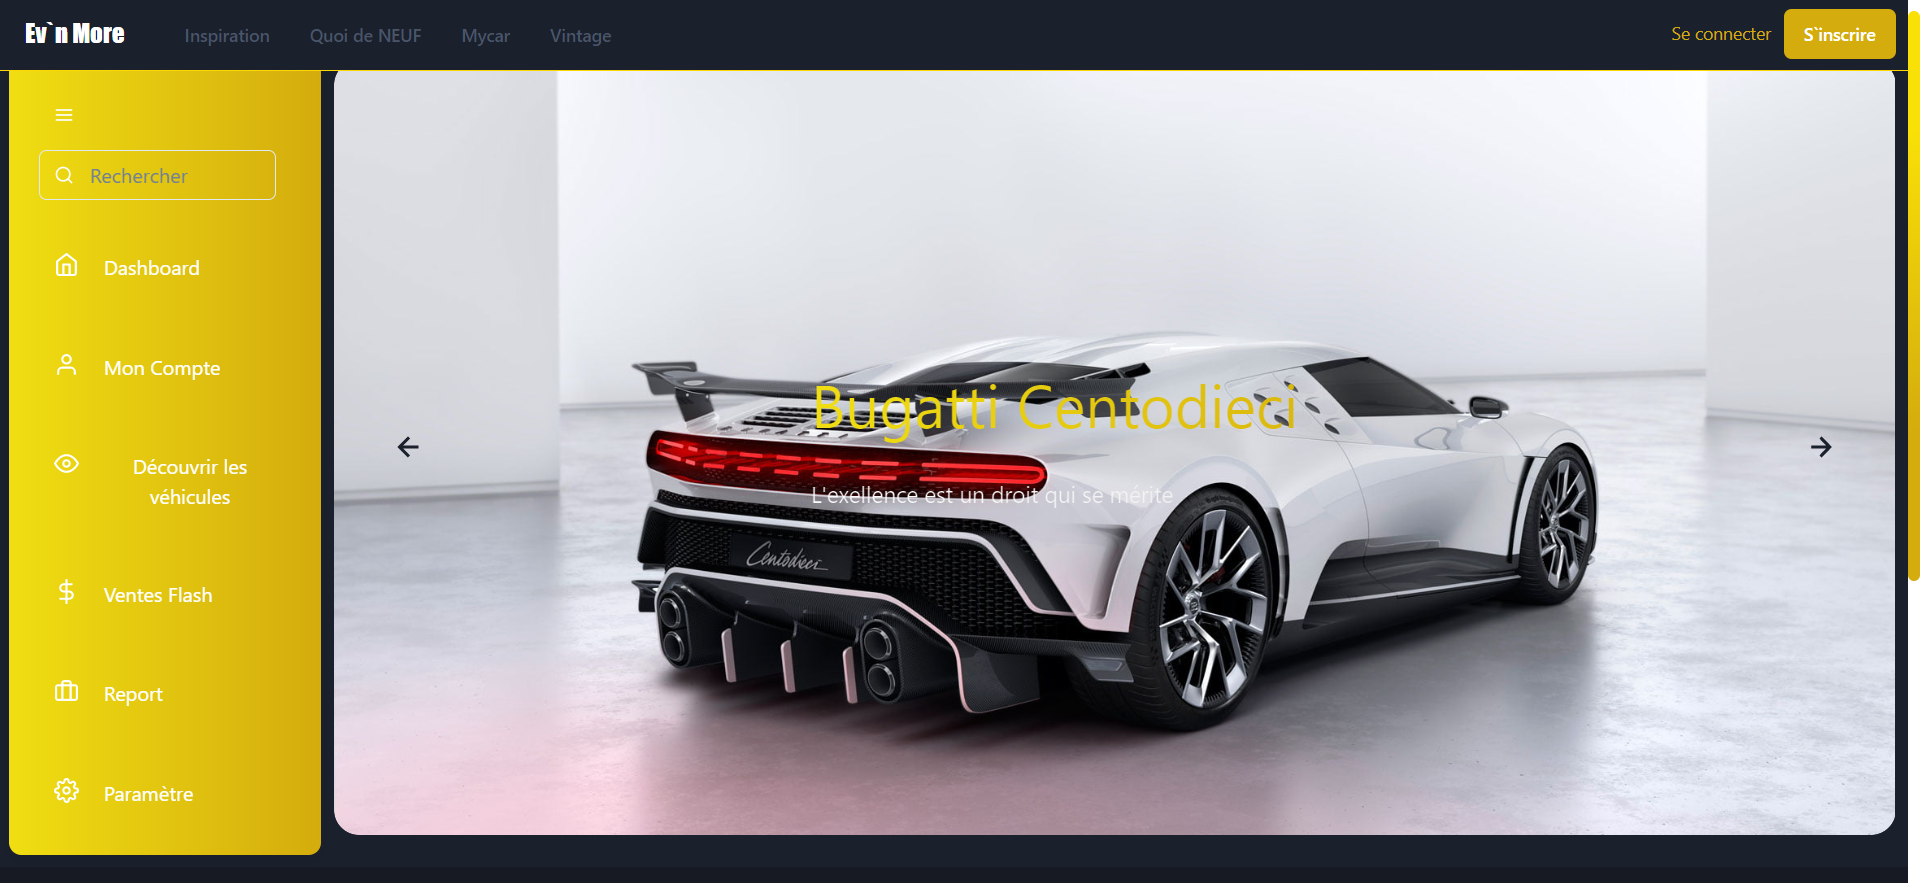 Ev`n More
Inspiration
Quoi de NEUF
Mycar
Vintage
Se connecter
S`inscrire
Rechercher
Dashboard
Mon Compte
Découvrir les
véhicules
Ventes Flash
Report
Paramètre
Bugatti Centodieci
L'exellence est un droit qui se mérite
Centodieci